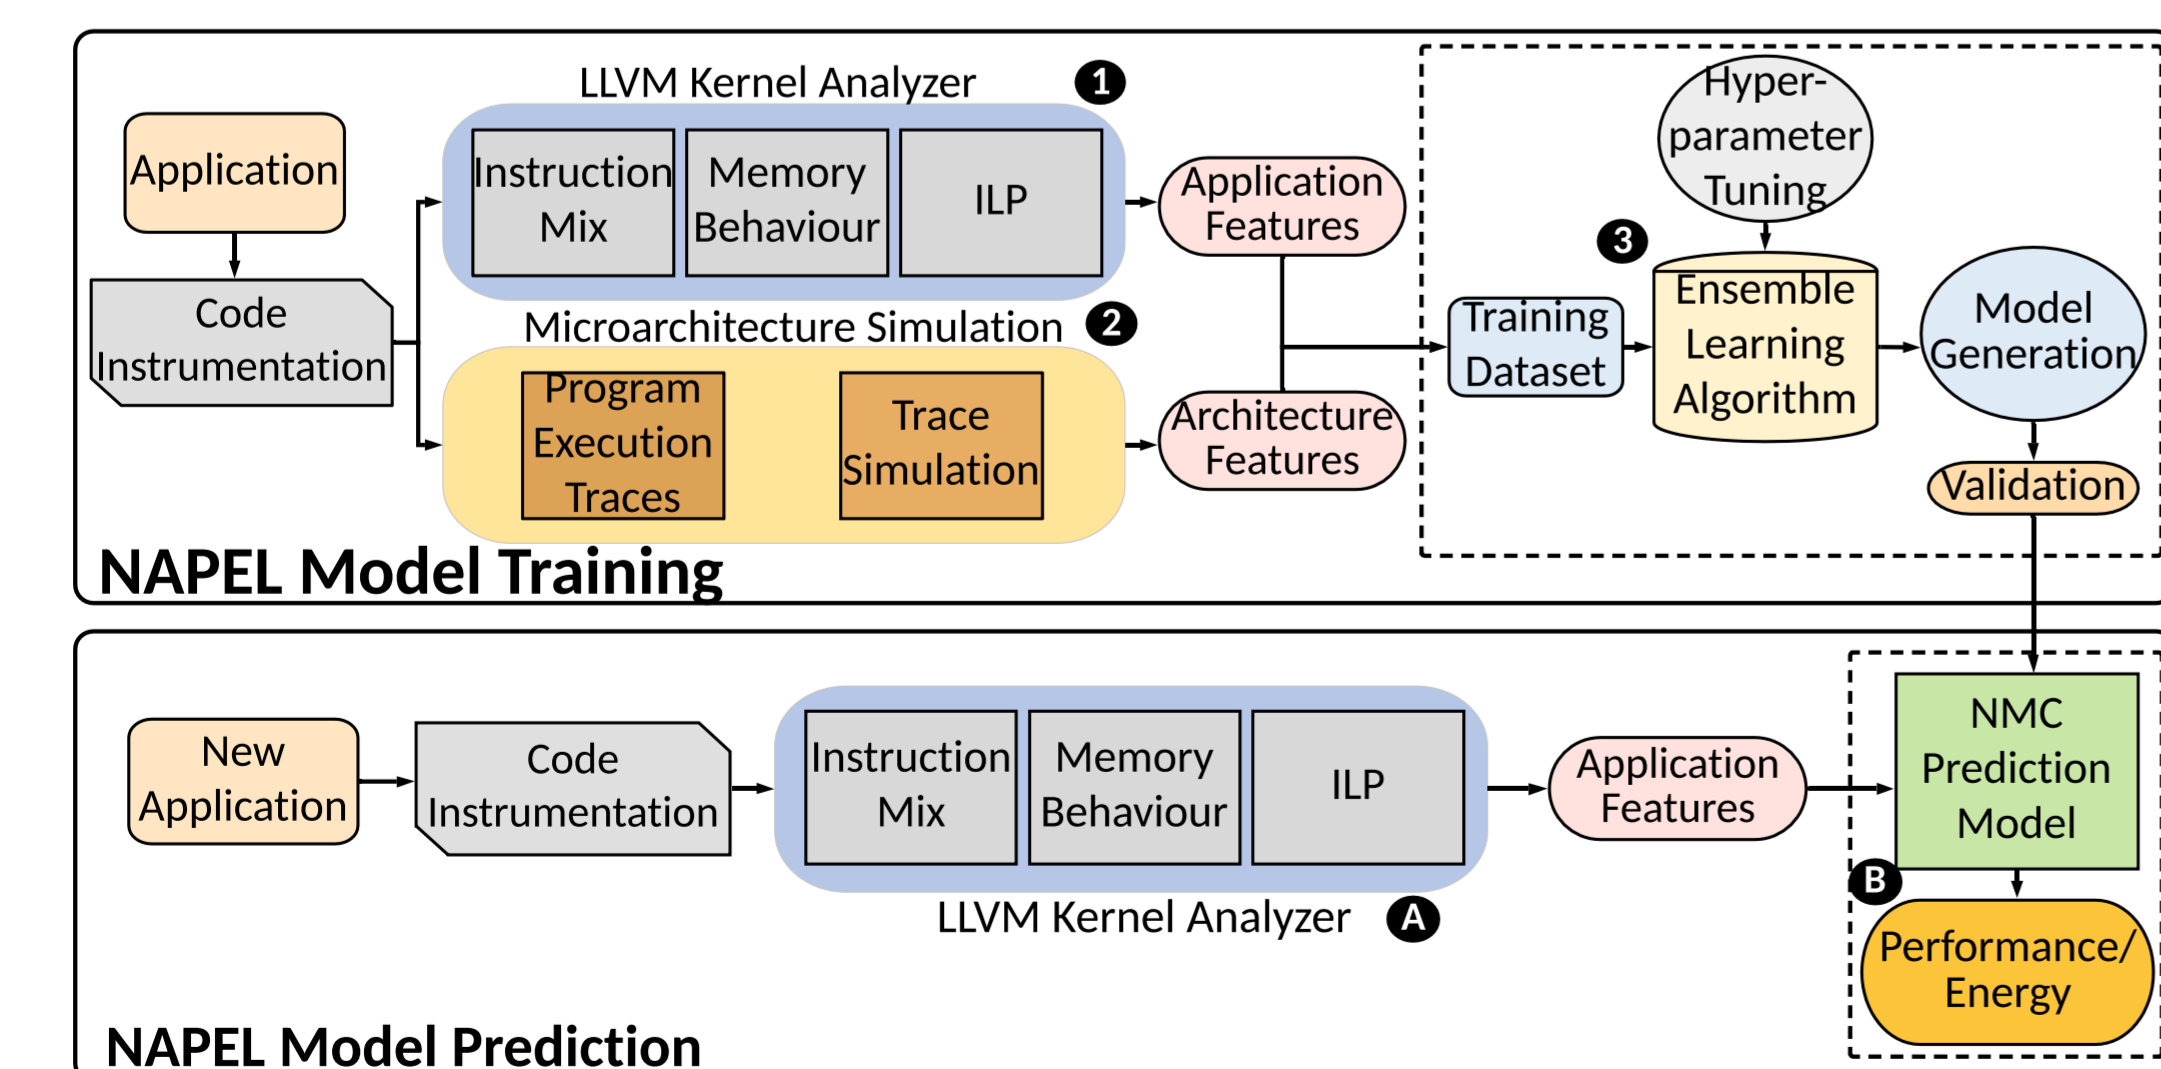 LLVM Kernel Analyzer
1
Application
Instruction
Mix
Memory
Behaviour
ILP
Application
Features
Code
Instrumentation
Microarchitecture Simulation
2
Program
Execution
Traces
Trace
Simulation
Architecture
Features
Hyper-
parameter
Tuning
3
Training
Dataset
Ensemble
Learning
Algorithm
Model
Generation
Validation
NAPEL Model Training
New
Application
Code
Instrumentation
Instruction
Mix
Memory
Behaviour
ILP
LLVM Kernel Analyzer
A
Application
Features
NMC
Prediction
Model
B
Performance/
Energy
NAPEL Model Prediction